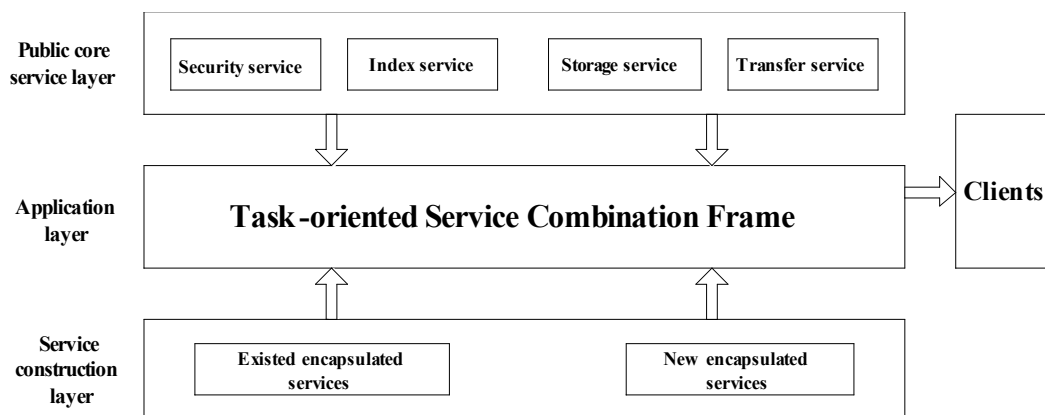 Public core
service layer
Security service
Index service
Storage service
Transfer service
Application
layer
Task-oriented Service Combination Frame
Clients
Service
construction
layer
Existed encapsulated
services
New encapsulated
services